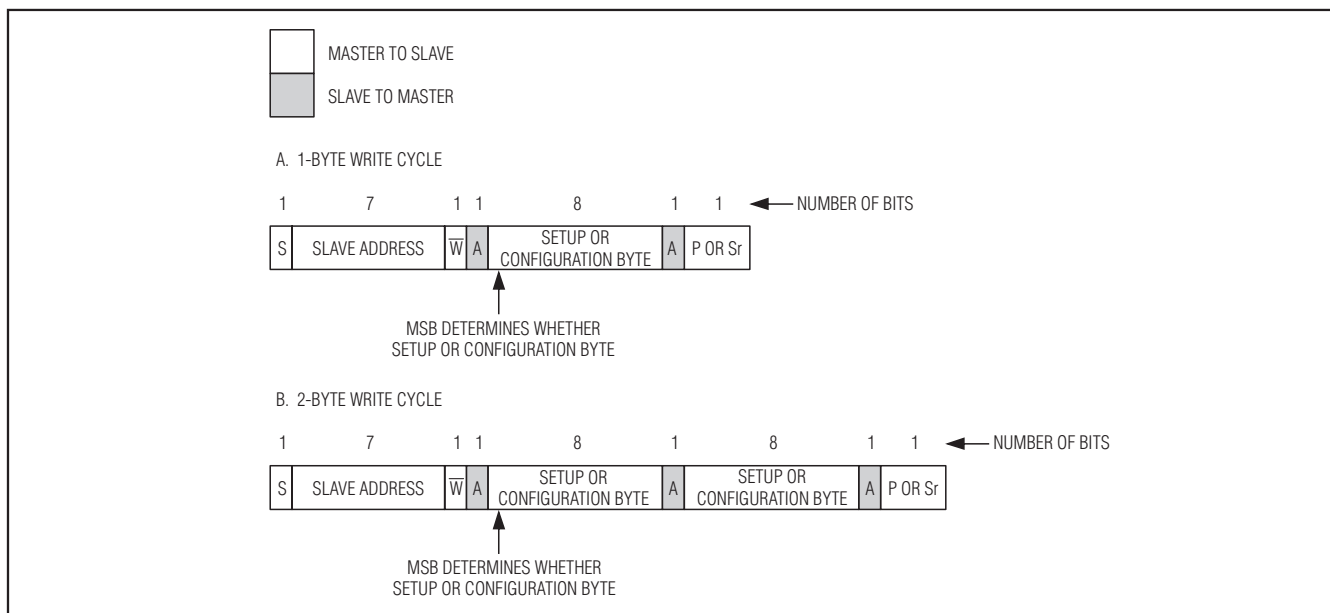 MASTER TO SLAVE
SLAVE TO MASTER
A. 1-BYTE WRITE CYCLE
1 7 1 1 8 1 1 NUMBER OF BITS
S SLAVE ADDRESS W̅ A SETUP OR CONFIGURATION BYTE A P OR Sr
MSB DETERMINES WHETHER
SETUP OR CONFIGURATION BYTE
B. 2-BYTE WRITE CYCLE
1 7 1 1 8 1 8 1 1 NUMBER OF BITS
S SLAVE ADDRESS W̅ A SETUP OR CONFIGURATION BYTE A SETUP OR CONFIGURATION BYTE A P OR Sr
MSB DETERMINES WHETHER
SETUP OR CONFIGURATION BYTE